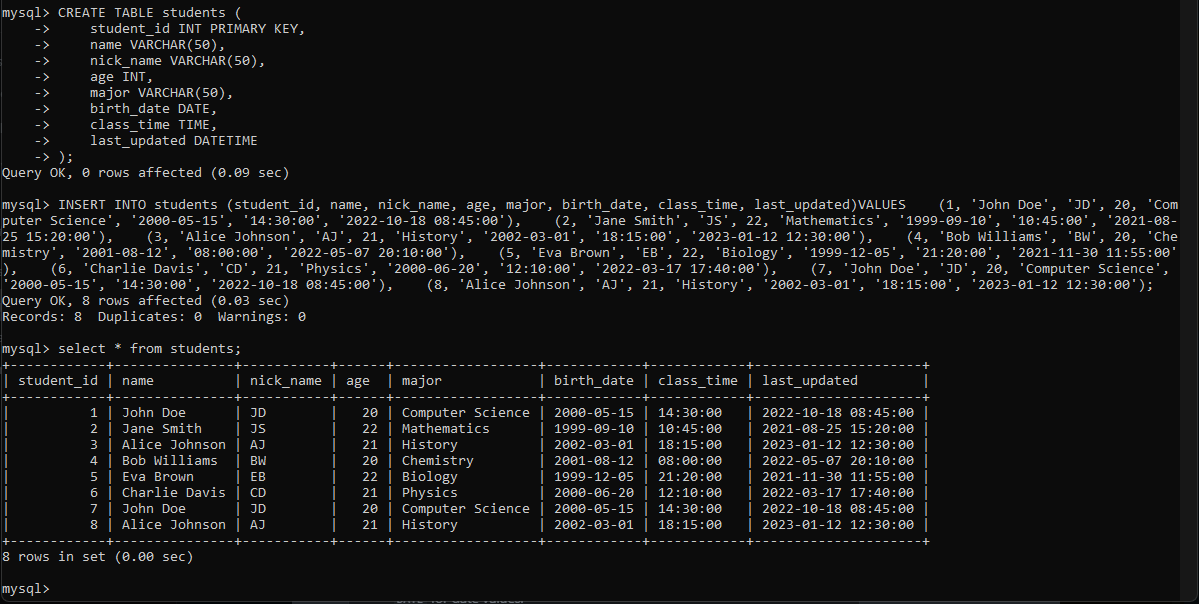 mysql> CREATE TABLE students (
    ->     student_id INT PRIMARY KEY,
    ->     name VARCHAR(50),
    ->     nick_name VARCHAR(50),
    ->     age INT,
    ->     major VARCHAR(50),
    ->     birth_date DATE,
    ->     class_time TIME,
    ->     last_updated DATETIME
    -> );
Query OK, 0 rows affected (0.09 sec)

mysql> INSERT INTO students (student_id, name, nick_name, age, major, birth_date, class_time, last_updated)VALUES    (1, 'John Doe', 'JD', 20, 'Com
puter Science', '2000-05-15', '14:30:00', '2022-10-18 08:45:00'),    (2, 'Jane Smith', 'JS', 22, 'Mathematics', '1999-09-10', '10:45:00', '2021-08-
25 15:20:00'),    (3, 'Alice Johnson', 'AJ', 21, 'History', '2002-03-01', '18:15:00', '2023-01-12 12:30:00'),    (4, 'Bob Williams', 'BW', 20, 'Che
mistry', '2001-08-12', '08:00:00', '2022-05-07 20:10:00'),    (5, 'Eva Brown', 'EB', 22, 'Biology', '1999-12-05', '21:20:00', '2021-11-30 11:55:00'
),    (6, 'Charlie Davis', 'CD', 21, 'Physics', '2000-06-20', '12:10:00', '2022-03-17 17:40:00'),    (7, 'John Doe', 'JD', 20, 'Computer Science',
'2000-05-15', '14:30:00', '2022-10-18 08:45:00'),    (8, 'Alice Johnson', 'AJ', 21, 'History', '2002-03-01', '18:15:00', '2023-01-12 12:30:00');
Query OK, 8 rows affected (0.03 sec)
Records: 8  Duplicates: 0  Warnings: 0

mysql> select * from students;
+------------+---------------+-----------+------+------------------+------------+------------+---------------------+
| student_id | name          | nick_name | age  | major            | birth_date | class_time | last_updated        |
+------------+---------------+-----------+------+------------------+------------+------------+---------------------+
|          1 | John Doe      | JD        |   20 | Computer Science | 2000-05-15 | 14:30:00   | 2022-10-18 08:45:00 |
|          2 | Jane Smith    | JS        |   22 | Mathematics      | 1999-09-10 | 10:45:00   | 2021-08-25 15:20:00 |
|          3 | Alice Johnson | AJ        |   21 | History          | 2002-03-01 | 18:15:00   | 2023-01-12 12:30:00 |
|          4 | Bob Williams  | BW        |   20 | Chemistry        | 2001-08-12 | 08:00:00   | 2022-05-07 20:10:00 |
|          5 | Eva Brown     | EB        |   22 | Biology          | 1999-12-05 | 21:20:00   | 2021-11-30 11:55:00 |
|          6 | Charlie Davis | CD        |   21 | Physics          | 2000-06-20 | 12:10:00   | 2022-03-17 17:40:00 |
|          7 | John Doe      | JD        |   20 | Computer Science | 2000-05-15 | 14:30:00   | 2022-10-18 08:45:00 |
|          8 | Alice Johnson | AJ        |   21 | History          | 2002-03-01 | 18:15:00   | 2023-01-12 12:30:00 |
+------------+---------------+-----------+------+------------------+------------+------------+---------------------+
8 rows in set (0.00 sec)

mysql>